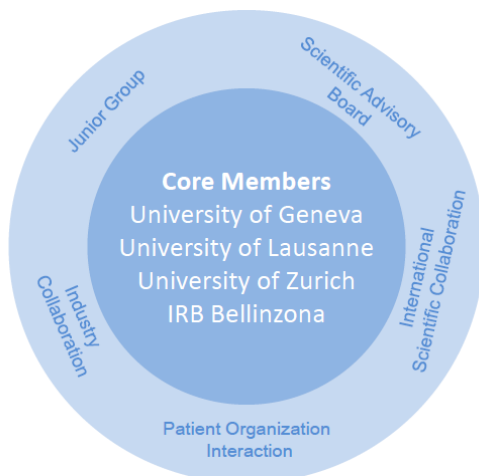 Junior Group
Scientific Advisory
Board
Core Members
University of Geneva
University of Lausanne
University of Zurich
IRB Bellinzona
International
Scientific Collaboration
Industry
Collaboration
Patient Organization
Interaction